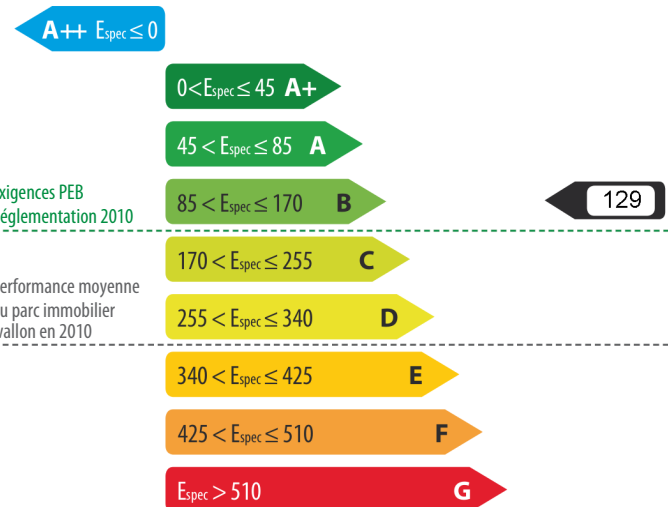 A++ Espec ≤ 0
0<Espec ≤ 45 A+
45 < Espec ≤ 85 A
xigences PEB
églementation 2010
85 < Espec ≤ 170 B
129
170 < Espec ≤ 255 C
erformance moyenne
u parc immobilier
vallon en 2010
255 < Espec ≤ 340 D
340 < Espec ≤ 425 E
425 < Espec ≤ 510 F
Espec > 510 G